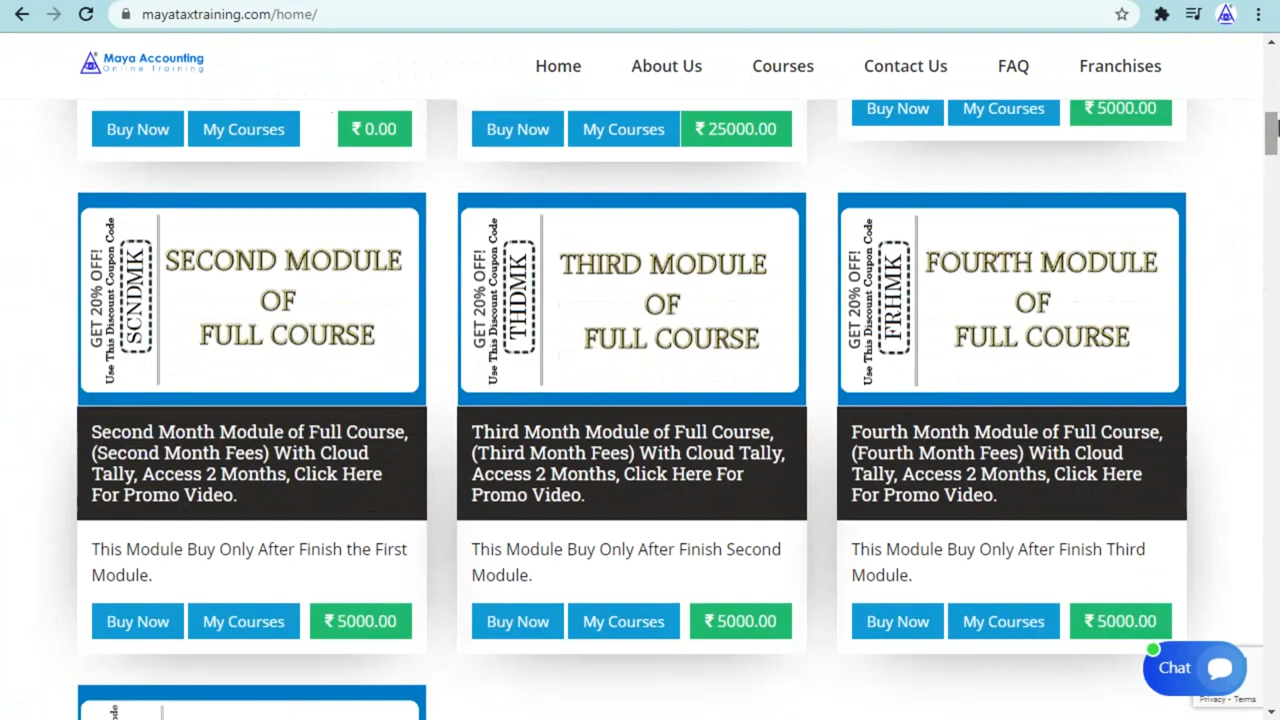 mayataxtraining.com/home/
Maya Accounting
Online Training
Home
About Us
Courses
Contact Us
FAQ
Franchises
Buy Now
My Courses
₹ 0.00
Buy Now
My Courses
₹ 25000.00
Buy Now
My Courses
₹ 5000.00
GET 20% OFF!
Use This Discount Coupon Code
SCNDMK
SECOND MODULE
OF
FULL COURSE
GET 20% OFF!
Use This Discount Coupon Code
THDMK
THIRD MODULE
OF
FULL COURSE
GET 20% OFF!
Use This Discount Coupon Code
FRHMK
FOURTH MODULE
OF
FULL COURSE
Second Month Module of Full Course,
(Second Month Fees) With Cloud
Tally, Access 2 Months, Click Here
For Promo Video.
Third Month Module of Full Course,
(Third Month Fees) With Cloud Tally,
Access 2 Months, Click Here For
Promo Video.
Fourth Month Module of Full Course,
(Fourth Month Fees) With Cloud
Tally, Access 2 Months, Click Here
For Promo Video.
This Module Buy Only After Finish the First
Module.
This Module Buy Only After Finish Second
Module.
This Module Buy Only After Finish Third
Module.
Buy Now
My Courses
₹ 5000.00
Buy Now
My Courses
₹ 5000.00
Buy Now
My Courses
₹ 5000.00
Chat
Privacy - Terms